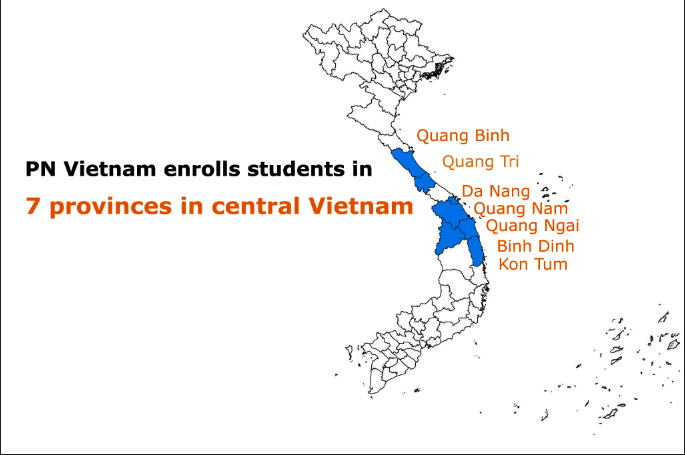 Quang Binh
Quang Tri
PN Vietnam enrolls students in
7 provinces in central Vietnam
Da Nang
Quang Nam
Quang Ngai
Binh Dinh
Kon Tum